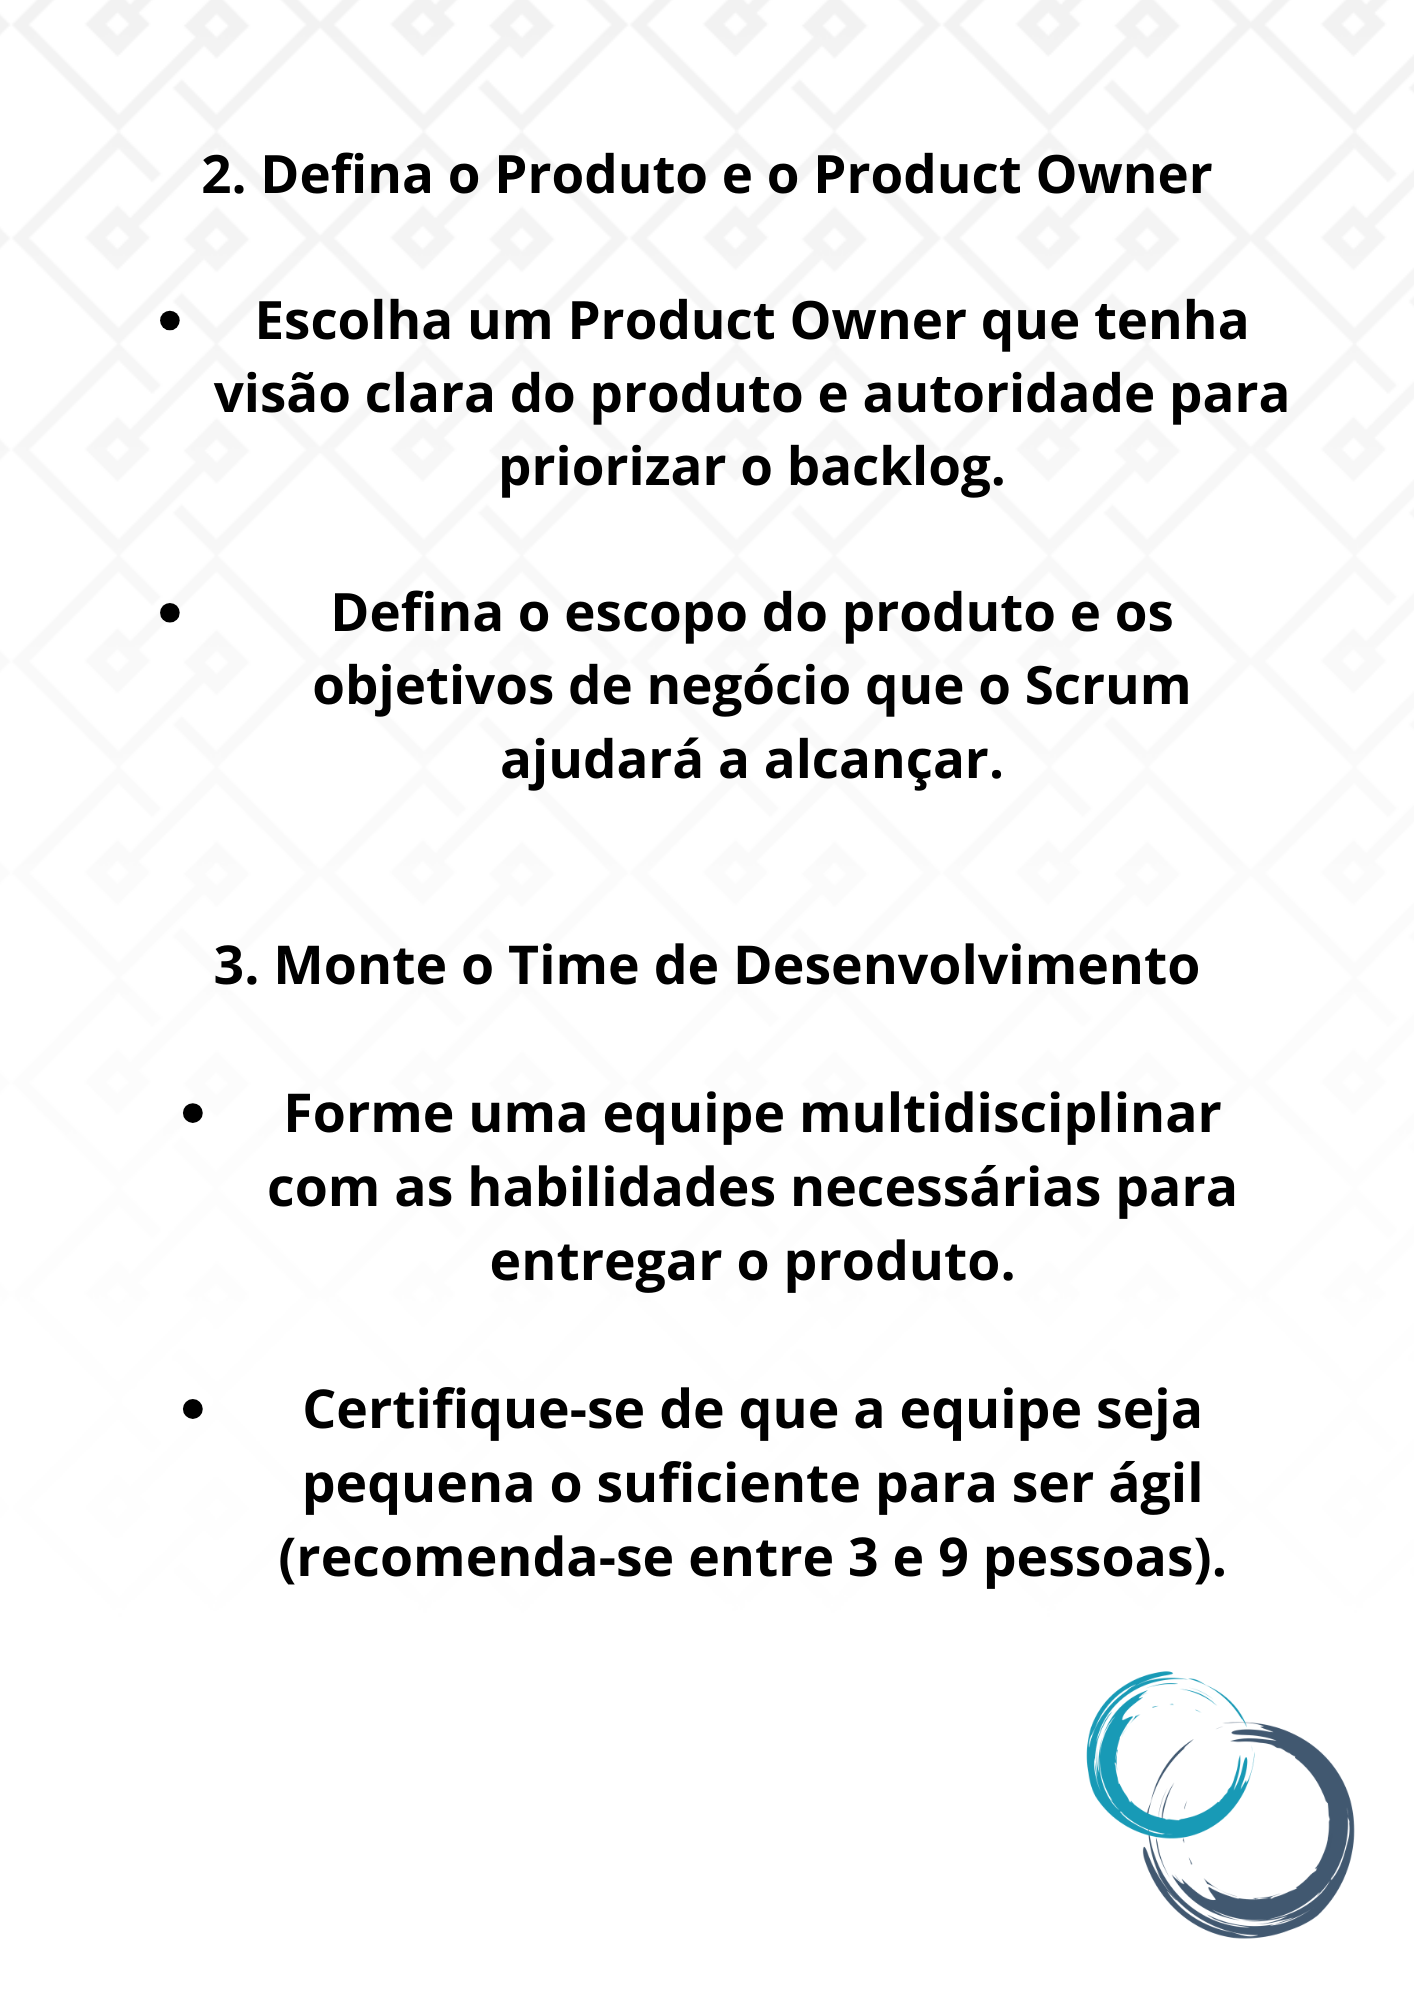 2. Defina o Produto e o Product Owner
• Escolha um Product Owner que tenha
visão clara do produto e autoridade para
priorizar o backlog.
• Defina o escopo do produto e os
objetivos de negócio que o Scrum
ajudará a alcançar.
3. Monte o Time de Desenvolvimento
• Forme uma equipe multidisciplinar
com as habilidades necessárias para
entregar o produto.
• Certifique-se de que a equipe seja
pequena o suficiente para ser ágil
(recomenda-se entre 3 e 9 pessoas).